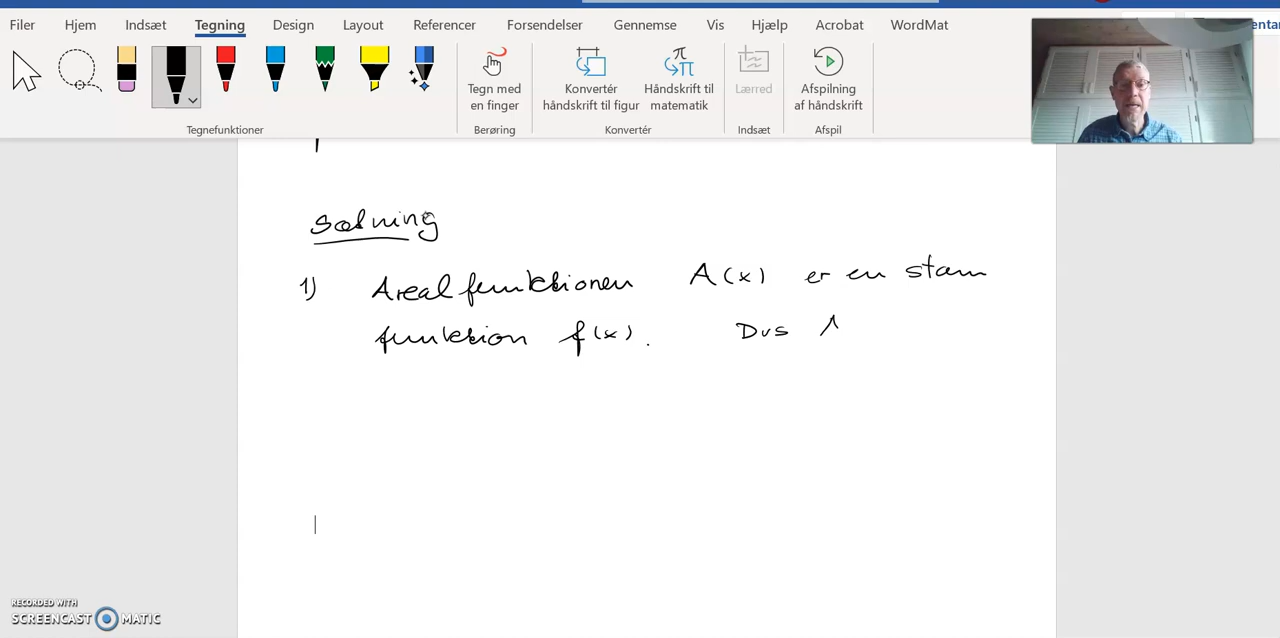 Filer Hjem Indsæt Tegning Design Layout Referencer Forsendelser Gennemse Vis Hjælp Acrobat WordMat
Tegn med en finger
Konvertér håndskrift til figur
Håndskrift til matematik
Lærred
Afspilning af håndskrift
Tegnefunktioner Berøring Konvertér Indsæt Afspil
Sætning
1) Arealfunktionen A(x) er en stam
funktion f(x). Dvs
RECORDED WITH
SCREENCAST MATIC